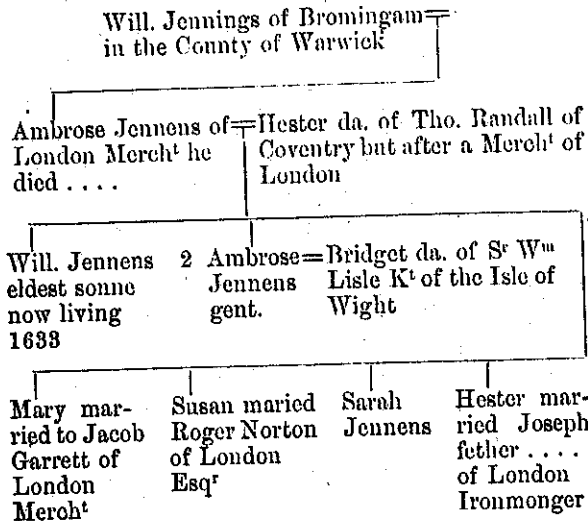 Will. Jennings of Bromingam
in the County of Warwick
Ambrose Jennens of
London Merchᵗ he
died . . . .
Hester da. of Tho. Randall of
Coventry but after a Merchᵗ of
London
Will. Jennens
eldest sonne
now living
1633
2 Ambrose
Jennens
gent.
Bridget da. of Sʳ Wᵐ
Lisle Kᵗ of the Isle of
Wight
Mary mar-
ried to Jacob
Garrett of
London
Merchᵗ
Susan maried
Roger Norton
of London
Esqʳ
Sarah
Jennens
Hester mar-
ried Joseph
fether . . . .
of London
Ironmonger